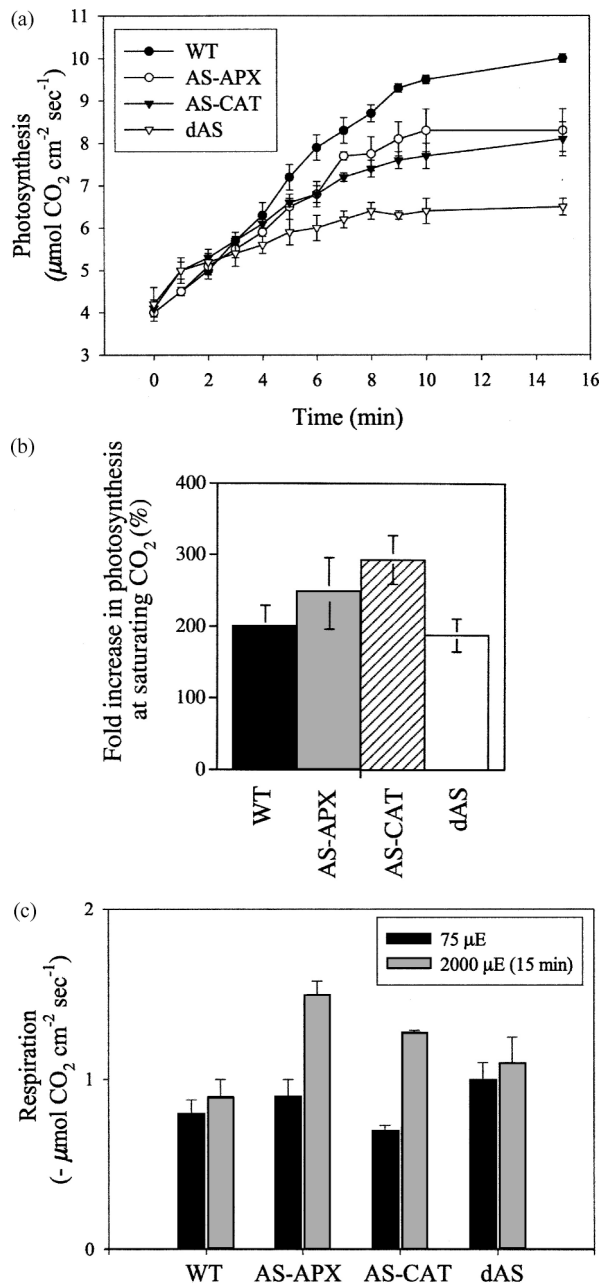 (a)
WT
AS-APX
AS-CAT
dAS
Photosynthesis
(μmol CO2 cm-2 sec-1)
11
10
9
8
7
6
5
4
3
0 2 4 6 8 10 12 14 16
Time (min)
(b)
Fold increase in photosynthesis
at saturating CO2 (%)
400
300
200
100
0
WT
AS-APX
AS-CAT
dAS
(c)
75 μE
2000 μE (15 min)
Respiration
(- μmol CO2 cm-2 sec-1)
2
1
0
WT AS-APX AS-CAT dAS